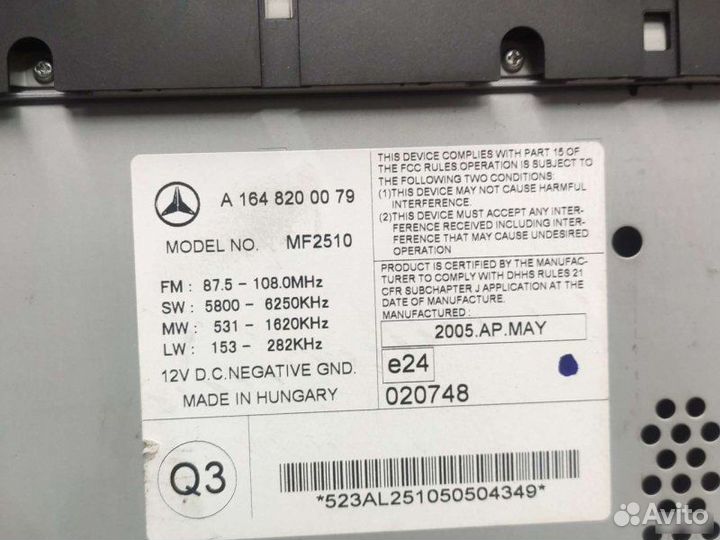 A 164 820 00 79
MODEL NO. MF2510
FM : 87.5 - 108.0MHz
SW : 5800 - 6250KHz
MW : 531 - 1620KHz
LW : 153 - 282KHz
12V D.C.NEGATIVE GND.
MADE IN HUNGARY
THIS DEVICE COMPLIES WITH PART 15 OF
THE FCC RULES.OPERATION IS SUBJECT TO
THE FOLLOWING TWO CONDITIONS:
(1)THIS DEVICE MAY NOT CAUSE HARMFUL
INTERFERENCE.
(2)THIS DEVICE MUST ACCEPT ANY INTER-
FERENCE RECEIVED INCLUDING INTER-
FERENCE THAT MAY CAUSE UNDESIRED
OPERATION
PRODUCT IS CERTIFIED BY THE MANUFAC-
TURER TO COMPLY WITH DHHS RULES 21
CFR SUBCHAPTER J APPLICATION AT THE
DATE OF MANUFACTURE.
MANUFACTURED :
2005.AP.MAY
e24
020748
Q3
*523AL251050504349*
Avito